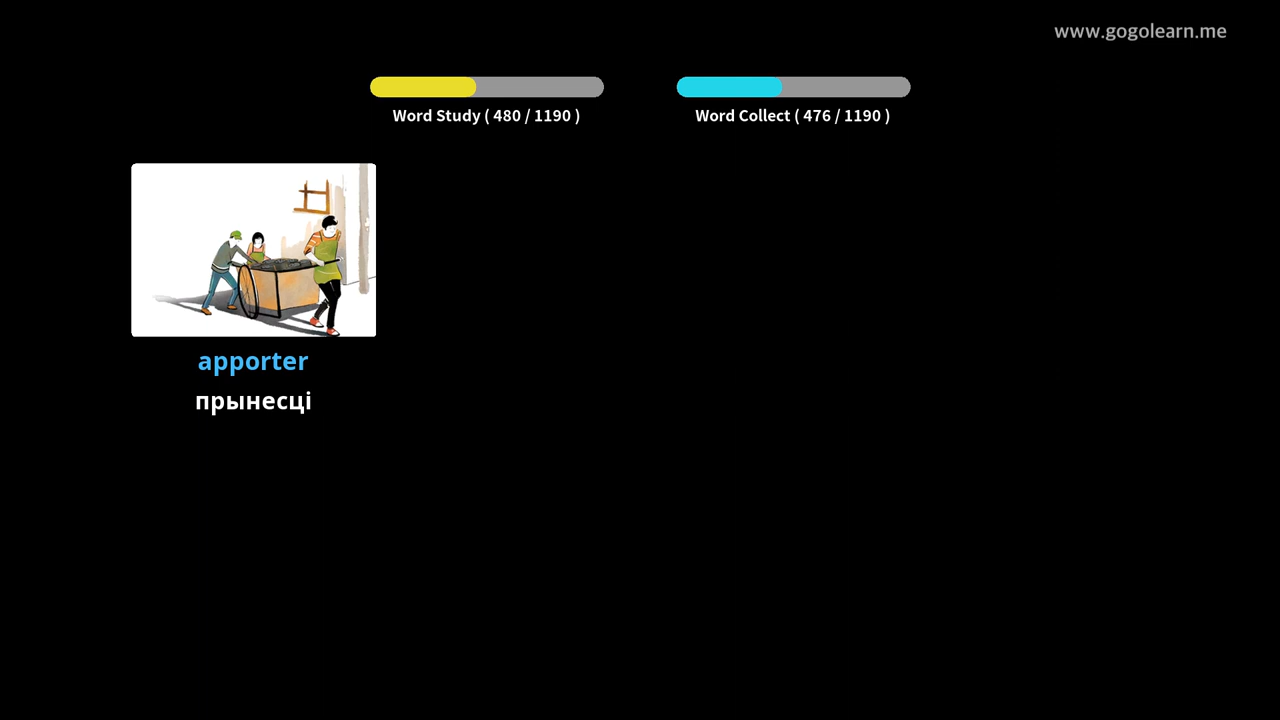 www.gogolearn.me
Word Study ( 480 / 1190 )
Word Collect ( 476 / 1190 )
apporter
прынесці